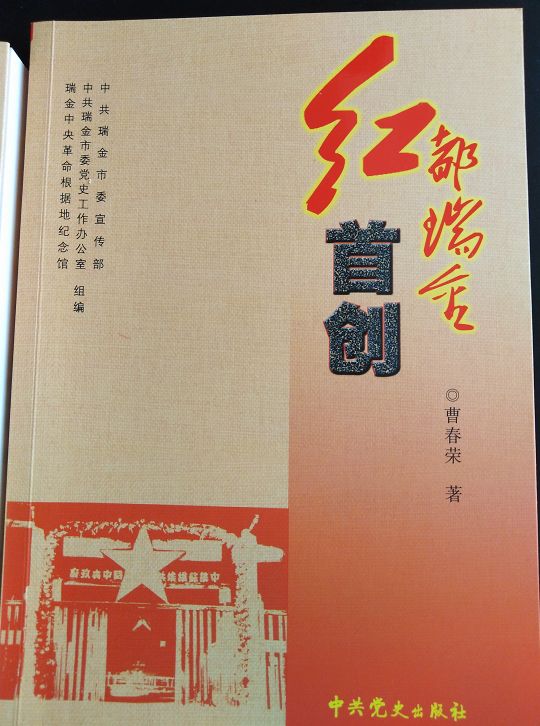 红都瑞金
首创
◎曹春荣 著
中共瑞金市委宣传部
中共瑞金市委党史工作办公室
瑞金中央革命根据地纪念馆
组编
中共党史出版社